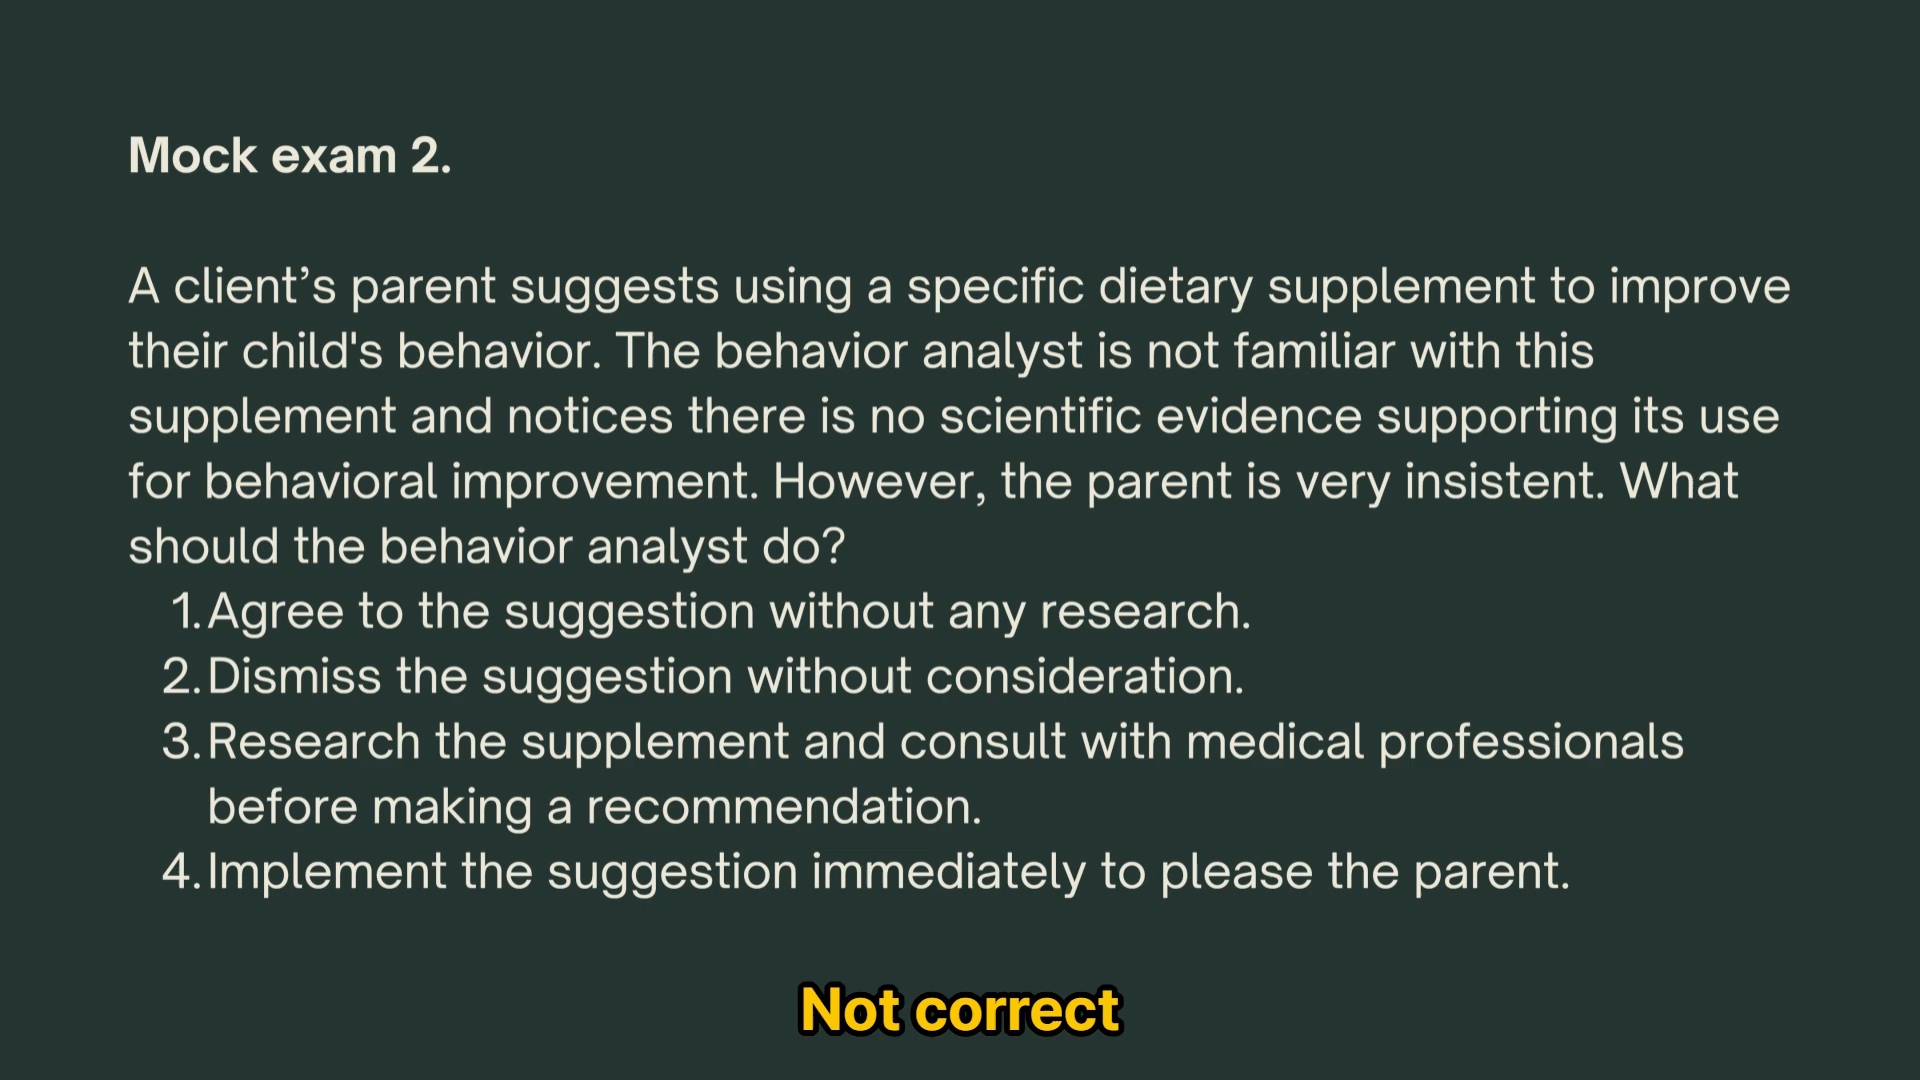 Mock exam 2.
A client’s parent suggests using a specific dietary supplement to improve
their child's behavior. The behavior analyst is not familiar with this
supplement and notices there is no scientific evidence supporting its use
for behavioral improvement. However, the parent is very insistent. What
should the behavior analyst do?
1. Agree to the suggestion without any research.
2. Dismiss the suggestion without consideration.
3. Research the supplement and consult with medical professionals
before making a recommendation.
4. Implement the suggestion immediately to please the parent.
Not correct